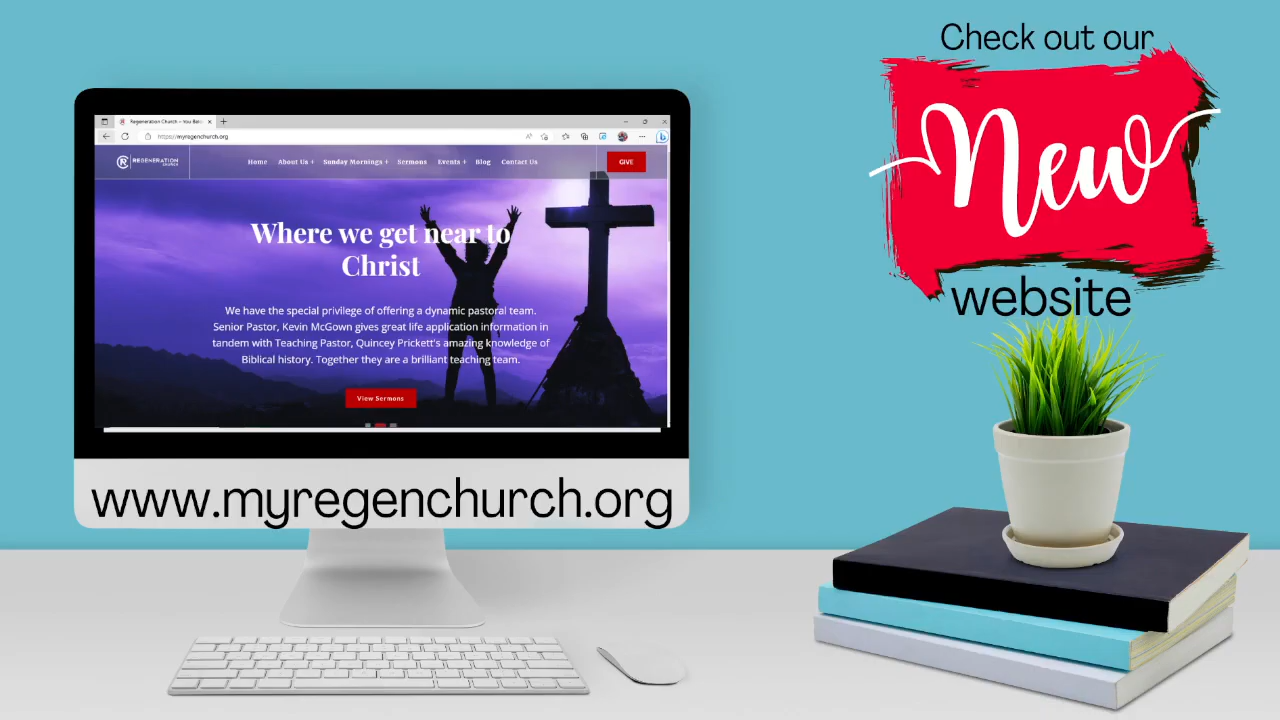 Check out our
New
website
Regeneration Church – You Belo
https://myregenchurch.org
REGENERATION
CHURCH
Home About Us + Sunday Mornings + Sermons Events + Blog Contact Us GIVE
Where we get near to
Christ
We have the special privilege of offering a dynamic pastoral team.
Senior Pastor, Kevin McGown gives great life application information in
tandem with Teaching Pastor, Quincey Prickett's amazing knowledge of
Biblical history. Together they are a brilliant teaching team.
View Sermons
www.myregenchurch.org